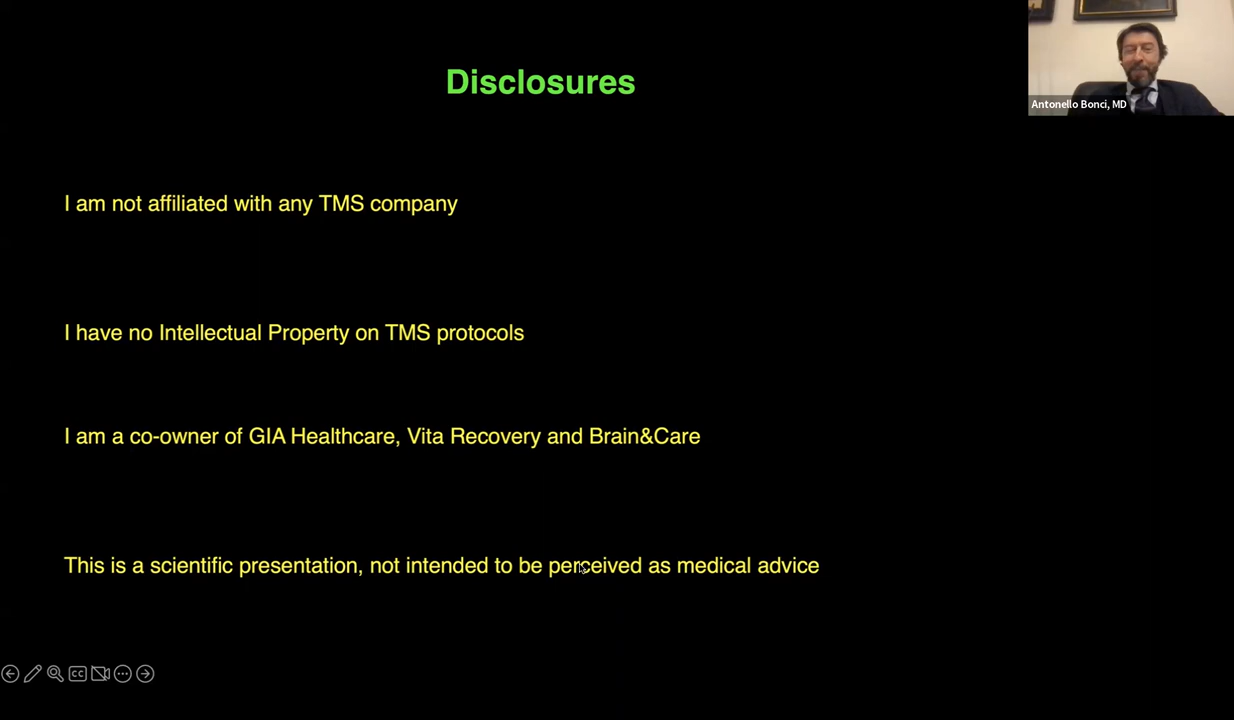 Disclosures
Antonello Bonci, MD
I am not affiliated with any TMS company
I have no Intellectual Property on TMS protocols
I am a co-owner of GIA Healthcare, Vita Recovery and Brain&Care
This is a scientific presentation, not intended to be perceived as medical advice
CC